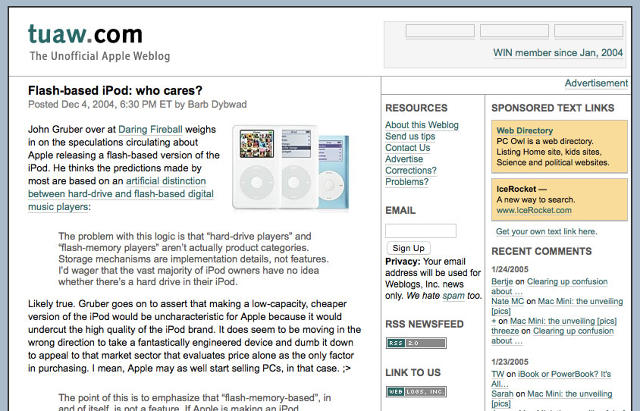 tuaw.com
The Unofficial Apple Weblog
WIN member since Jan, 2004
Advertisement
Flash-based iPod: who cares?
Posted Dec 4, 2004, 6:30 PM ET by Barb Dybwad
John Gruber over at Daring Fireball weighs
in on the speculations circulating about
Apple releasing a flash-based version of the
iPod. He thinks the predictions made by
most are based on an artificial distinction
between hard-drive and flash-based digital
music players:
The problem with this logic is that “hard-drive players” and
“flash-memory players” aren’t actually product categories.
Storage mechanisms are implementation details, not features.
I’d wager that the vast majority of iPod owners have no idea
whether there’s a hard drive in their iPod.
Likely true. Gruber goes on to assert that making a low-capacity, cheaper
version of the iPod would be uncharacteristic for Apple because it would
undercut the high quality of the iPod brand. It does seem to be moving in the
wrong direction to take a fantastically engineered device and dumb it down
to appeal to that market sector that evaluates price alone as the only factor
in purchasing. I mean, Apple may as well start selling PCs, in that case. ;>
The point of this is to emphasize that “flash-memory-based”, in
and of itself, is not a feature. If Apple is making an iPod
RESOURCES
About this Weblog
Send us tips
Contact Us
Advertise
Corrections?
Problems?
EMAIL
Sign Up
Privacy: Your email
address will be used for
Weblogs, Inc. news
only. We hate spam too.
RSS NEWSFEED
RSS 2.0
LINK TO US
WEBLOGS, INC.
SPONSORED TEXT LINKS
Web Directory
PC Owl is a web directory.
Listing Home site, kids sites,
Science and political websites.
IceRocket —
A new way to search.
www.IceRocket.com
Get your own text link here.
RECENT COMMENTS
1/24/2005
Bertje on Clearing up confusion
about ...
Nate MC on Mac Mini: the unveiling
[pics]
+ on Mac Mini: the unveiling [pics]
threeze on Clearing up confusion
about ...
1/23/2005
TW on iBook or PowerBook? It's
All...
Sarah on Mac Mini: the unveiling